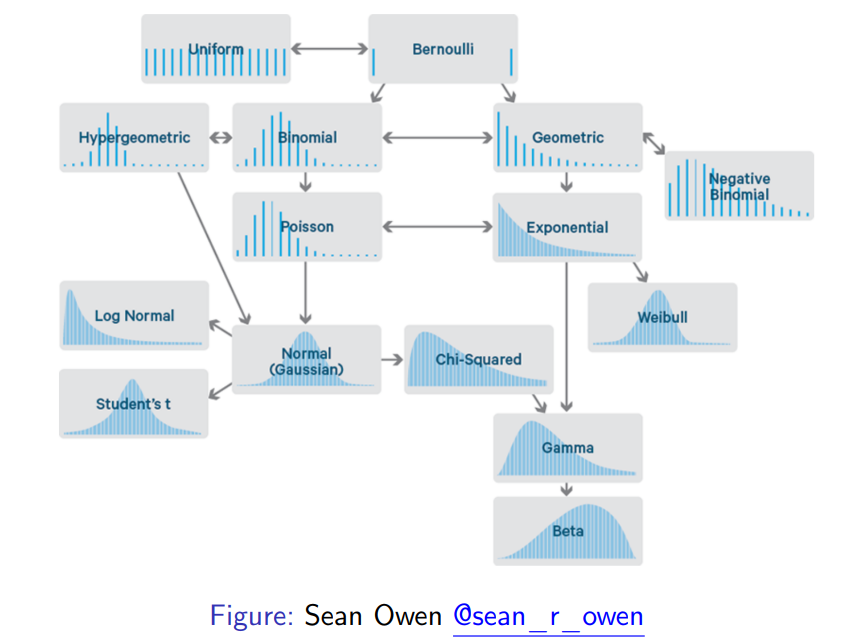 Uniform
Bernoulli
Hypergeometric
Binomial
Geometric
Negative
Binomial
Poisson
Exponential
Log Normal
Weibull
Normal
(Gaussian)
Chi-Squared
Student's t
Gamma
Beta
Figure: Sean Owen @sean_r_owen